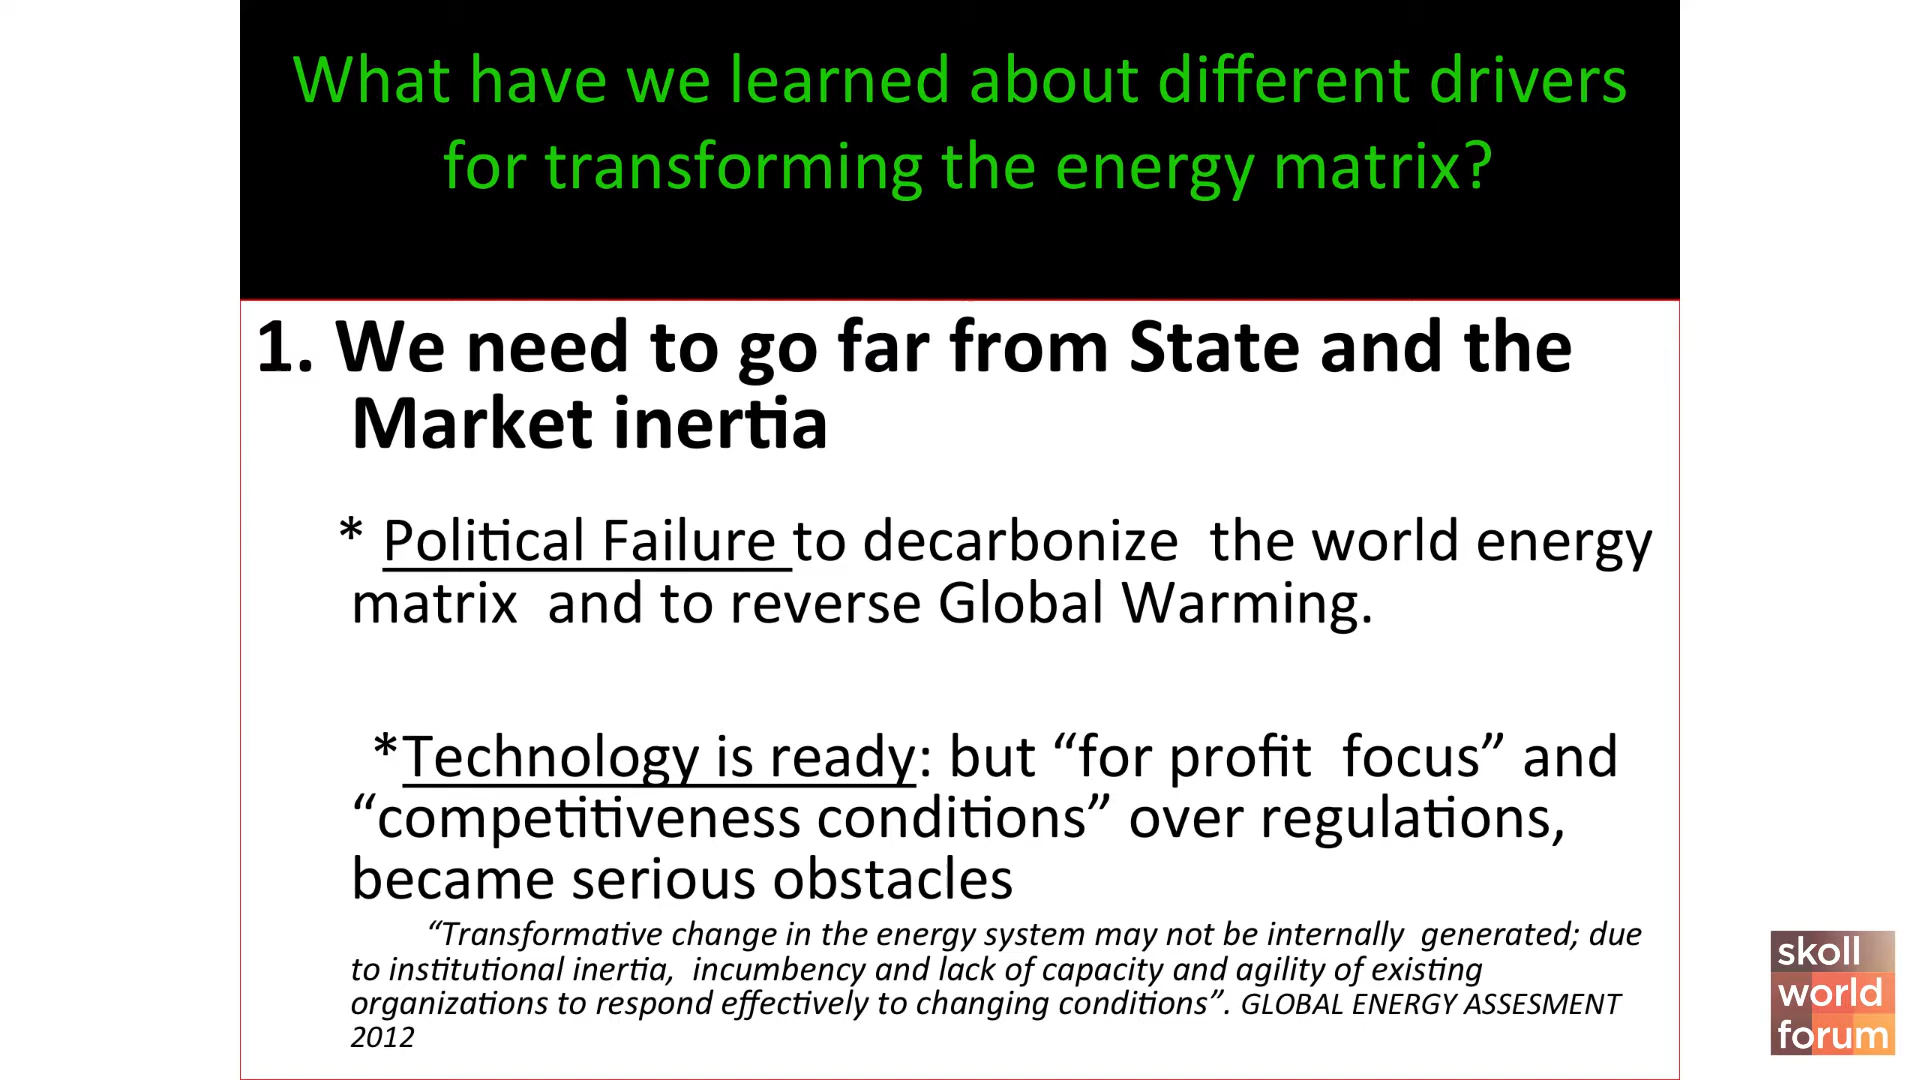 What have we learned about different drivers
for transforming the energy matrix?
1. We need to go far from State and the
Market inertia
* Political Failure to decarbonize  the world energy
matrix  and to reverse Global Warming.
*Technology is ready: but “for profit  focus” and
“competitiveness conditions” over regulations,
became serious obstacles
“Transformative change in the energy system may not be internally  generated; due
to institutional inertia,  incumbency and lack of capacity and agility of existing
organizations to respond effectively to changing conditions”. GLOBAL ENERGY ASSESMENT
2012
skoll
world
forum